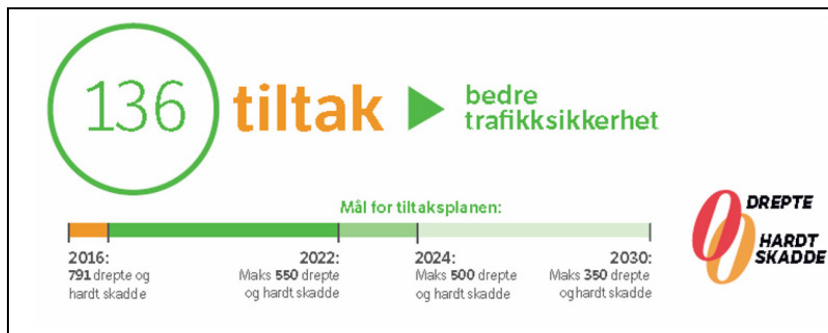 136 tiltak
bedre
trafikksikkerhet
Mål for tiltaksplanen:
2016:
791 drepte og
hardt skadde
2022:
Maks 550 drepte
og hardt skadde
2024:
Maks 500 drepte
og hardt skadde
2030:
Maks 350 drepte
og hardt skadde
00 DREPTE
HARDT
SKADDE